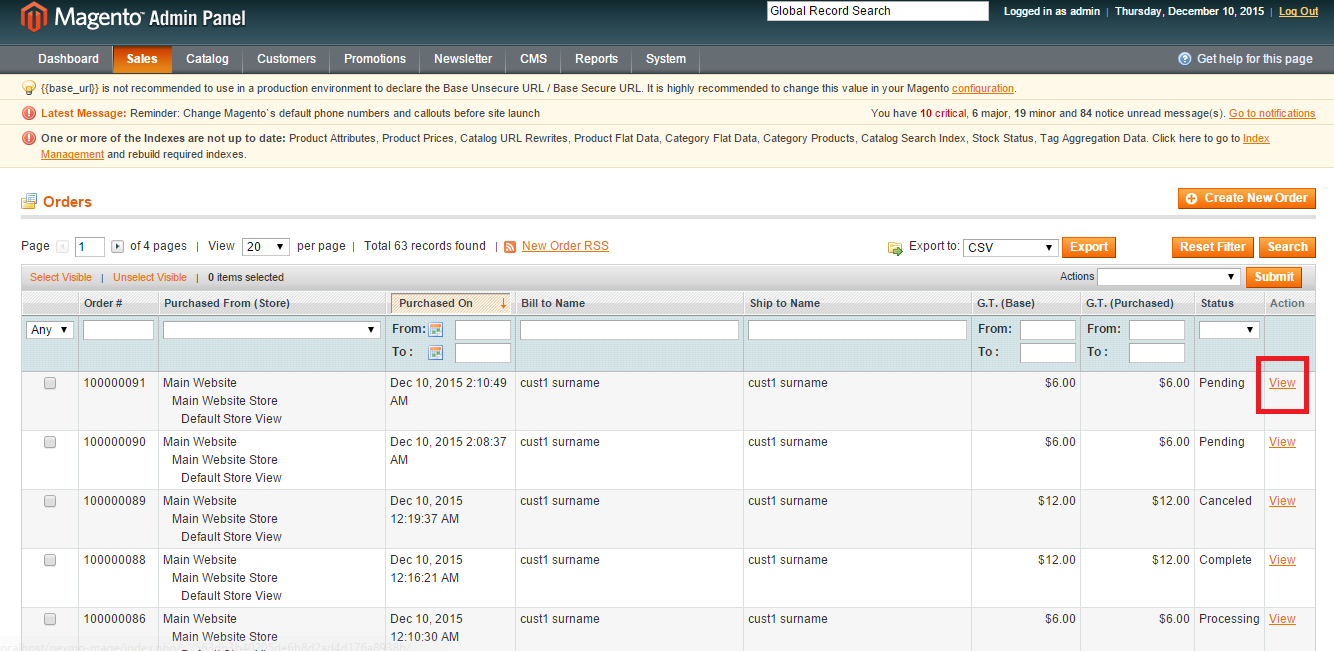 Magento™ Admin Panel
Global Record Search
Logged in as admin | Thursday, December 10, 2015 | Log Out
Dashboard Sales Catalog Customers Promotions Newsletter CMS Reports System Get help for this page
{{base_url}} is not recommended to use in a production environment to declare the Base Unsecure URL / Base Secure URL. It is highly recommended to change this value in your Magento configuration.
Latest Message: Reminder: Change Magento`s default phone numbers and callouts before site launch You have 10 critical, 6 major, 19 minor and 84 notice unread message(s). Go to notifications
One or more of the Indexes are not up to date: Product Attributes, Product Prices, Catalog URL Rewrites, Product Flat Data, Category Flat Data, Category Products, Catalog Search Index, Stock Status, Tag Aggregation Data. Click here to go to Index
Management and rebuild required indexes.
Orders Create New Order
Page 1 of 4 pages | View 20 per page | Total 63 records found | New Order RSS Export to: CSV Export Reset Filter Search
Select Visible | Unselect Visible | 0 items selected Actions Submit
Order # Purchased From (Store) Purchased On ↓ Bill to Name Ship to Name G.T. (Base) G.T. (Purchased) Status Action
Any From: From: From:
To : To : To :
100000091 Main Website Dec 10, 2015 2:10:49 cust1 surname cust1 surname $6.00 $6.00 Pending View
Main Website Store AM
Default Store View
100000090 Main Website Dec 10, 2015 2:08:37 cust1 surname cust1 surname $6.00 $6.00 Pending View
Main Website Store AM
Default Store View
100000089 Main Website Dec 10, 2015 cust1 surname cust1 surname $12.00 $12.00 Canceled View
Main Website Store 12:19:37 AM
Default Store View
100000088 Main Website Dec 10, 2015 cust1 surname cust1 surname $12.00 $12.00 Complete View
Main Website Store 12:16:21 AM
Default Store View
100000086 Main Website Dec 10, 2015 cust1 surname cust1 surname $6.00 $6.00 Processing View
Main Website Store 12:10:30 AM